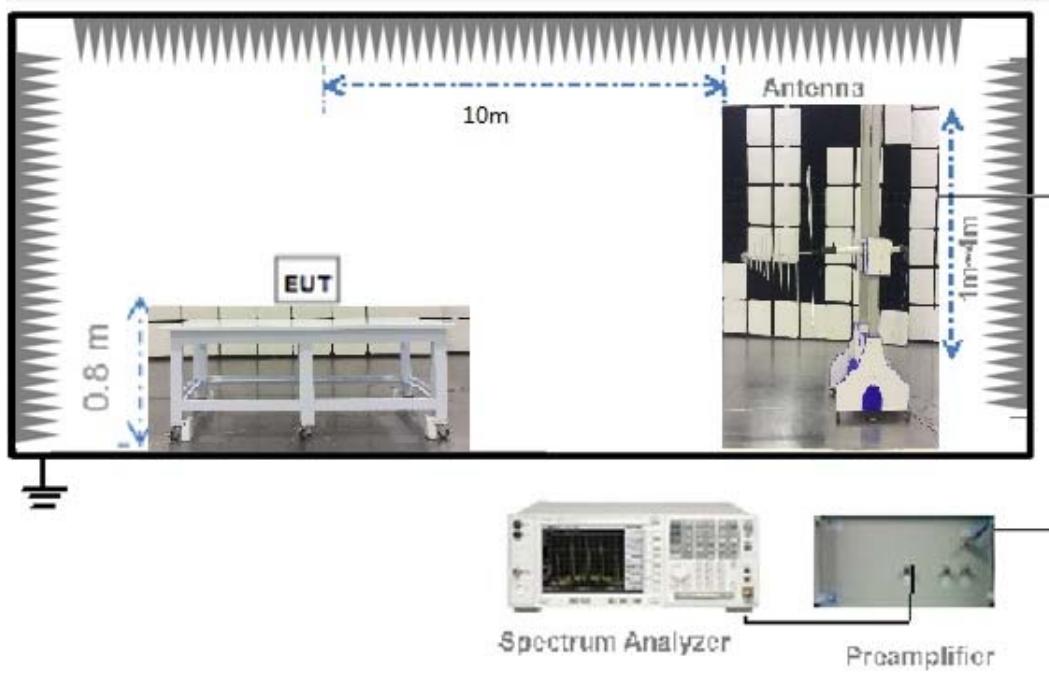 Antenna
10m
1m~4m
EUT
0.8 m
Spectrum Analyzer
Preamplifier